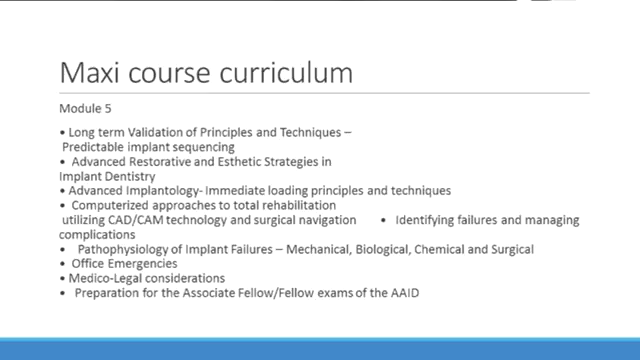 Maxi course curriculum
Module 5
• Long term Validation of Principles and Techniques –
Predictable implant sequencing
• Advanced Restorative and Esthetic Strategies in
Implant Dentistry
• Advanced Implantology- Immediate loading principles and techniques
• Computerized approaches to total rehabilitation
utilizing CAD/CAM technology and surgical navigation • Identifying failures and managing
complications
• Pathophysiology of Implant Failures – Mechanical, Biological, Chemical and Surgical
• Office Emergencies
• Medico-Legal considerations
• Preparation for the Associate Fellow/Fellow exams of the AAID